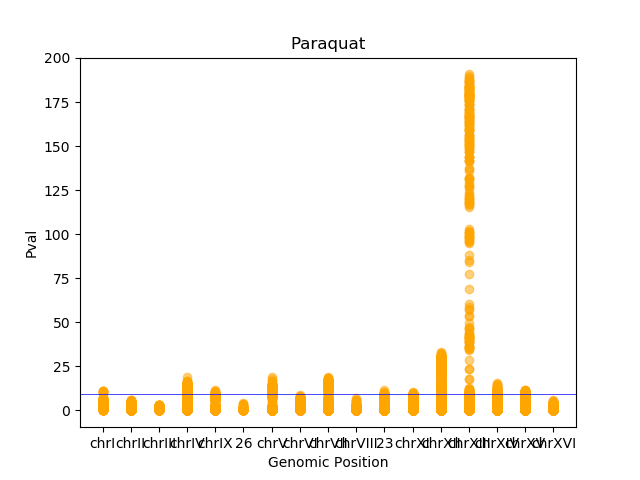 Paraquat
200
175
150
125
100
75
50
25
0
Pval
chrI chrII chrIII chrIV chrIX 26 chrV chrVI chrVII chrVIII 23 chrXI chrXII chrXIII chrXIV chrXV chrXVI
Genomic Position